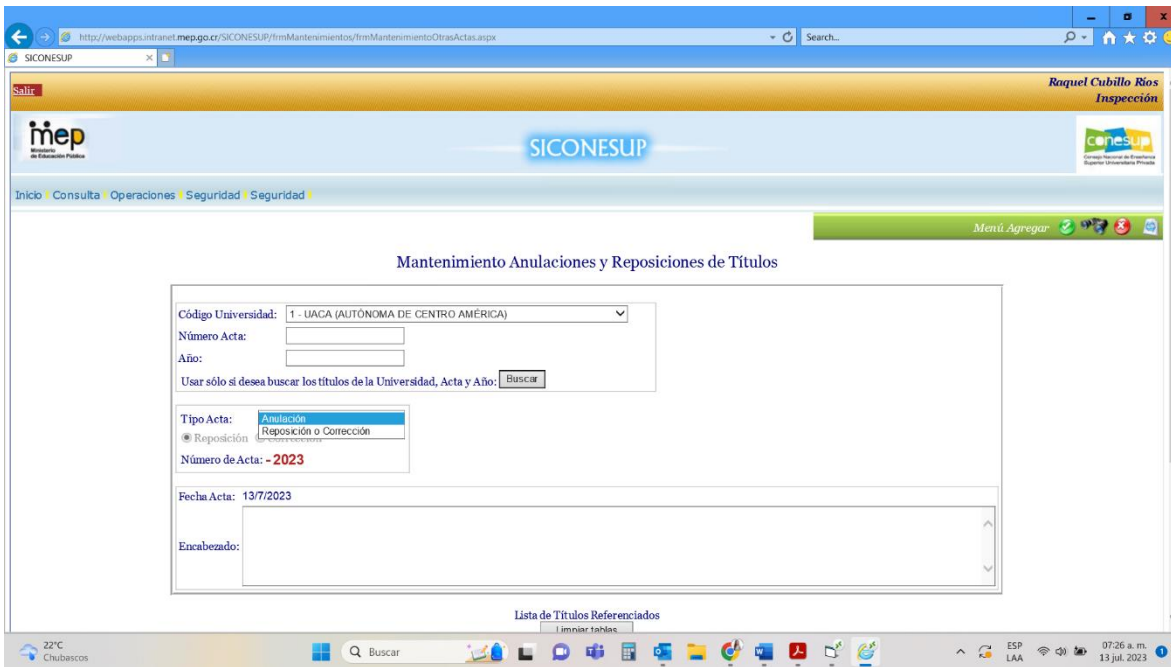 http://webapps.intranet.mep.go.cr/SICONESUP/frmMantenimientos/frmMantenimientoOtrasActas.aspx
Search...
SICONESUP
Salir
Raquel Cubillo Ríos
Inspección
mep
Ministerio
de Educación Pública
SICONESUP
conesup
Consejo Nacional de Enseñanza
Superior Universitaria Privada
Inicio Consulta Operaciones Seguridad Seguridad
Menú Agregar
Mantenimiento Anulaciones y Reposiciones de Títulos
Código Universidad: 1 - UACA (AUTÓNOMA DE CENTRO AMÉRICA)
Número Acta:
Año:
Usar sólo si desea buscar los títulos de la Universidad, Acta y Año: Buscar
Tipo Acta: Anulación
Reposición o Corrección
Reposición
Número de Acta: - 2023
Fecha Acta: 13/7/2023
Encabezado:
Lista de Títulos Referenciados
Limpiar tablas
22°C
Chubascos
Buscar
ESP
LAA
07:26 a. m.
13 jul. 2023
1